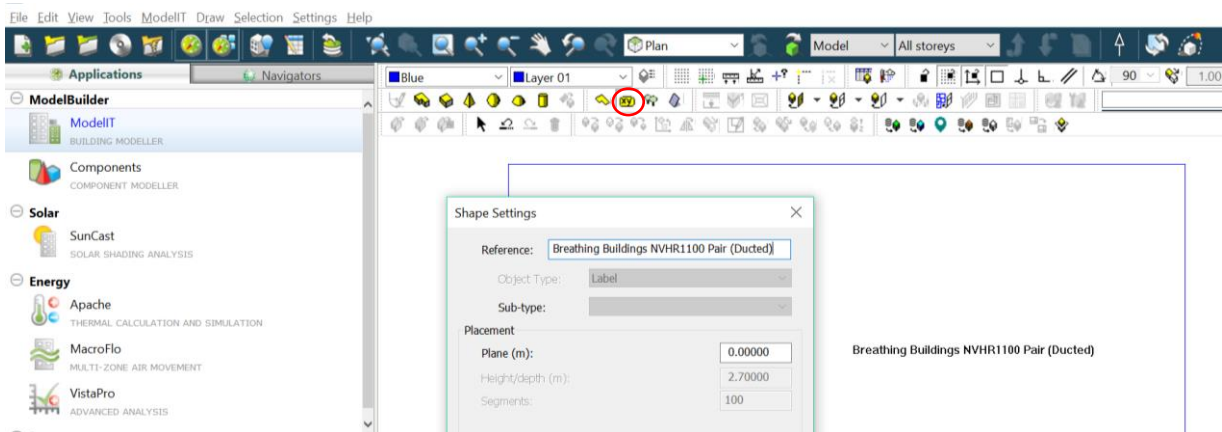 File Edit View Tools ModelIT Draw Selection Settings Help
Plan Model All storeys
Applications Navigators Blue Layer 01 90 1.00
xy
ModelBuilder
ModelIT
BUILDING MODELLER
Components
COMPONENT MODELLER
Solar
SunCast
SOLAR SHADING ANALYSIS
Energy
Apache
THERMAL CALCULATION AND SIMULATION
MacroFlo
MULTI-ZONE AIR MOVEMENT
VistaPro
ADVANCED ANALYSIS
Shape Settings
Reference: Breathing Buildings NVHR1100 Pair (Ducted)
Object Type: Label
Sub-type:
Placement
Plane (m): 0.00000
Height/depth (m): 2.70000
Segments: 100
Breathing Buildings NVHR1100 Pair (Ducted)